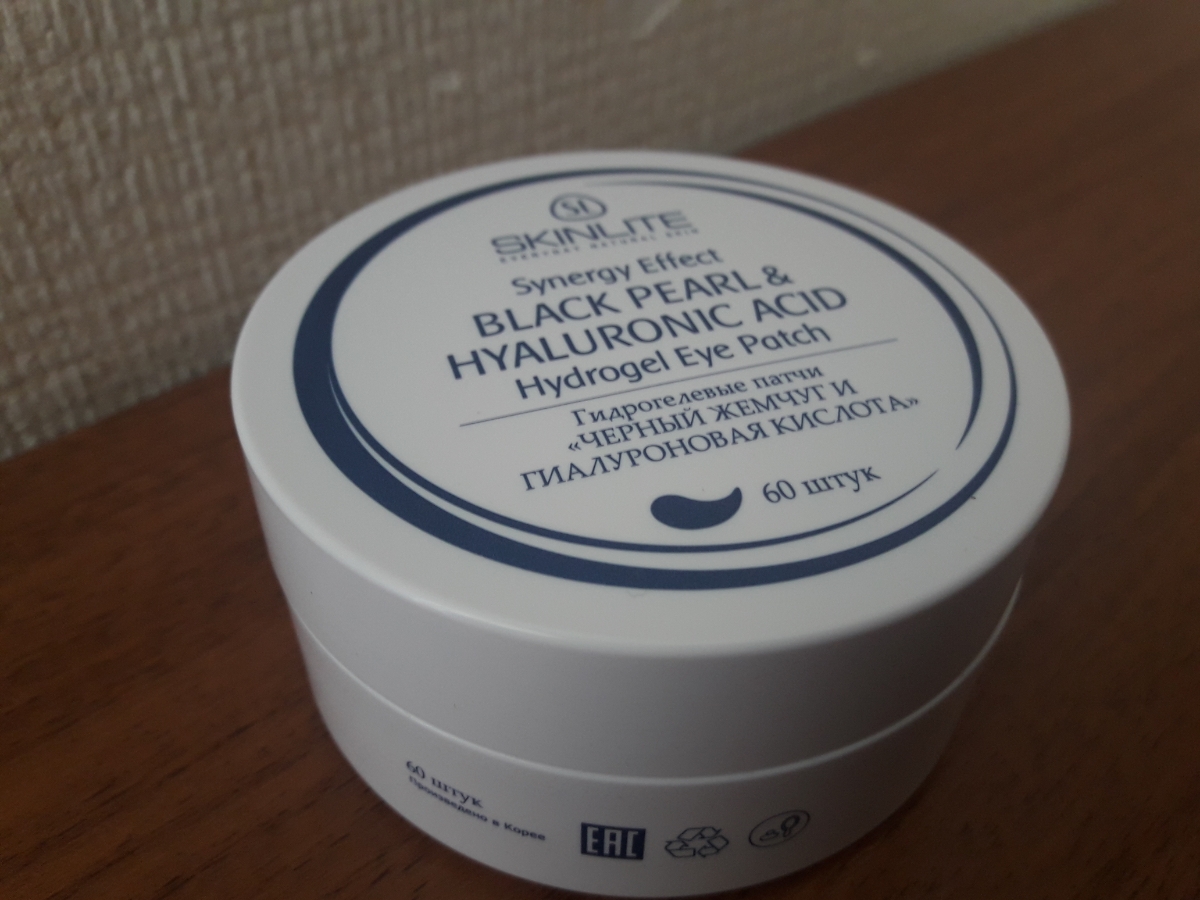 SL
SKINLITE
EVERYDAY NATURAL SKIN
Synergy Effect
BLACK PEARL &
HYALURONIC ACID
Hydrogel Eye Patch
Гидрогелевые патчи
«ЧЕРНЫЙ ЖЕМЧУГ И
ГИАЛУРОНОВАЯ КИСЛОТА»
60 штук
60 штук
Произведено в Корее
EAC